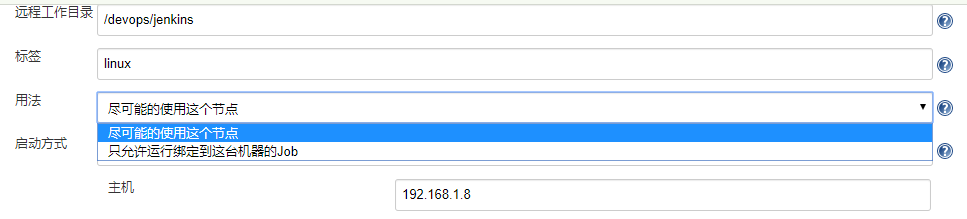 远程工作目录 /devops/jenkins
标签 linux
用法 尽可能的使用这个节点
尽可能的使用这个节点
启动方式 只允许运行绑定到这台机器的Job
主机 192.168.1.8